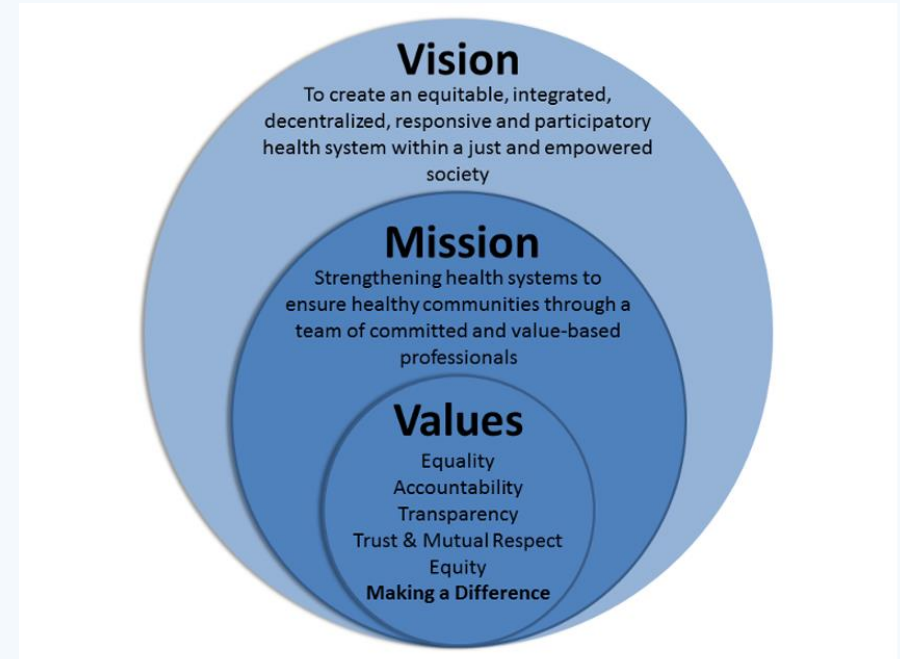 Vision
To create an equitable, integrated,
decentralized, responsive and participatory
health system within a just and empowered
society
Mission
Strengthening health systems to
ensure healthy communities through a
team of committed and value-based
professionals
Values
Equality
Accountability
Transparency
Trust & Mutual Respect
Equity
Making a Difference